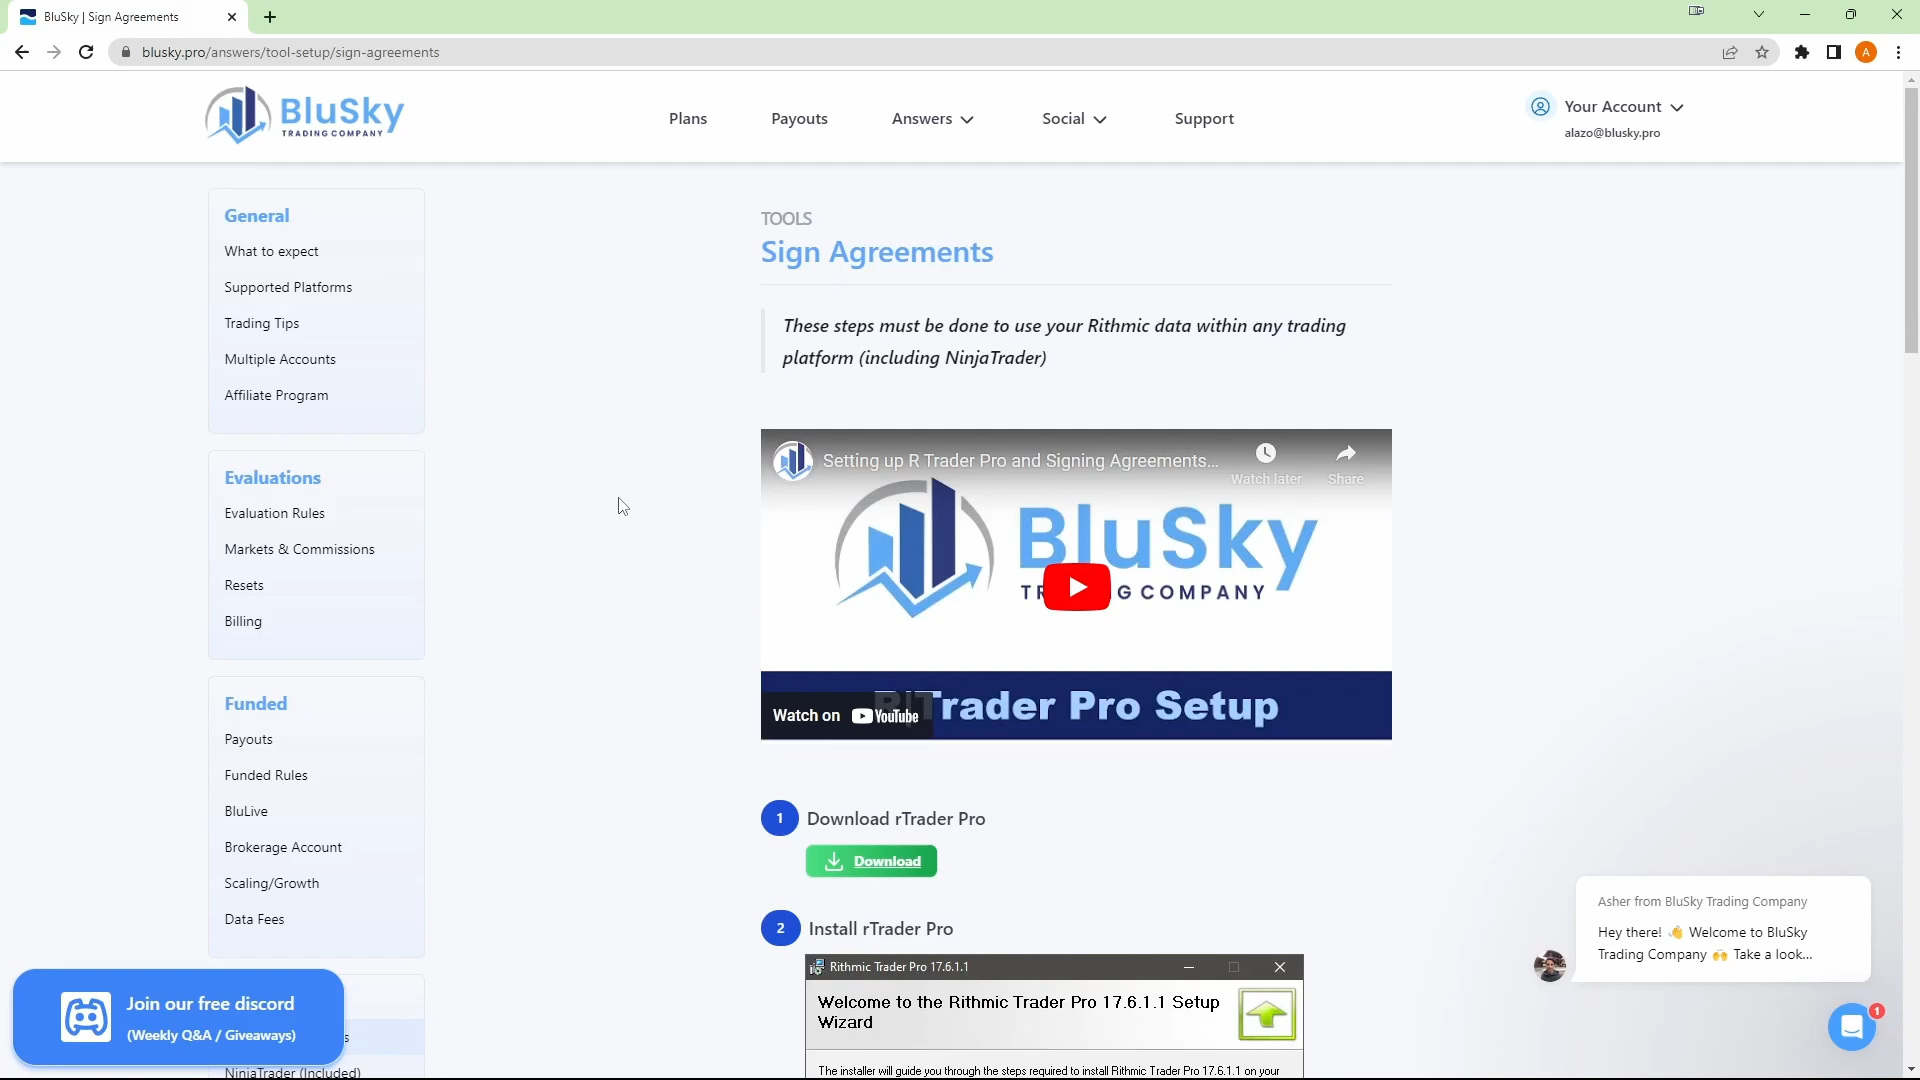 BluSky | Sign Agreements
blusky.pro/answers/tool-setup/sign-agreements
A
BluSky
TRADING COMPANY
Plans
Payouts
Answers
Social
Support
Your Account
alazo@blusky.pro
General
What to expect
Supported Platforms
Trading Tips
Multiple Accounts
Affiliate Program
Evaluations
Evaluation Rules
Markets & Commissions
Resets
Billing
Funded
Payouts
Funded Rules
BluLive
Brokerage Account
Scaling/Growth
Data Fees
s
NinjaTrader (Included)
Join our free discord
(Weekly Q&A / Giveaways)
TOOLS
Sign Agreements
These steps must be done to use your Rithmic data within any trading
platform (including NinjaTrader)
Setting up R Trader Pro and Signing Agreements...
Watch later
Share
BluSky
TR NG COMPANY
R|Trader Pro Setup
Watch on YouTube
1 Download rTrader Pro
Download
2 Install rTrader Pro
Rithmic Trader Pro 17.6.1.1
Welcome to the Rithmic Trader Pro 17.6.1.1 Setup
Wizard
The installer will guide you through the steps required to install Rithmic Trader Pro 17.6.1.1 on your
Asher from BluSky Trading Company
Hey there! 👋 Welcome to BluSky
Trading Company 🙌 Take a look...
1